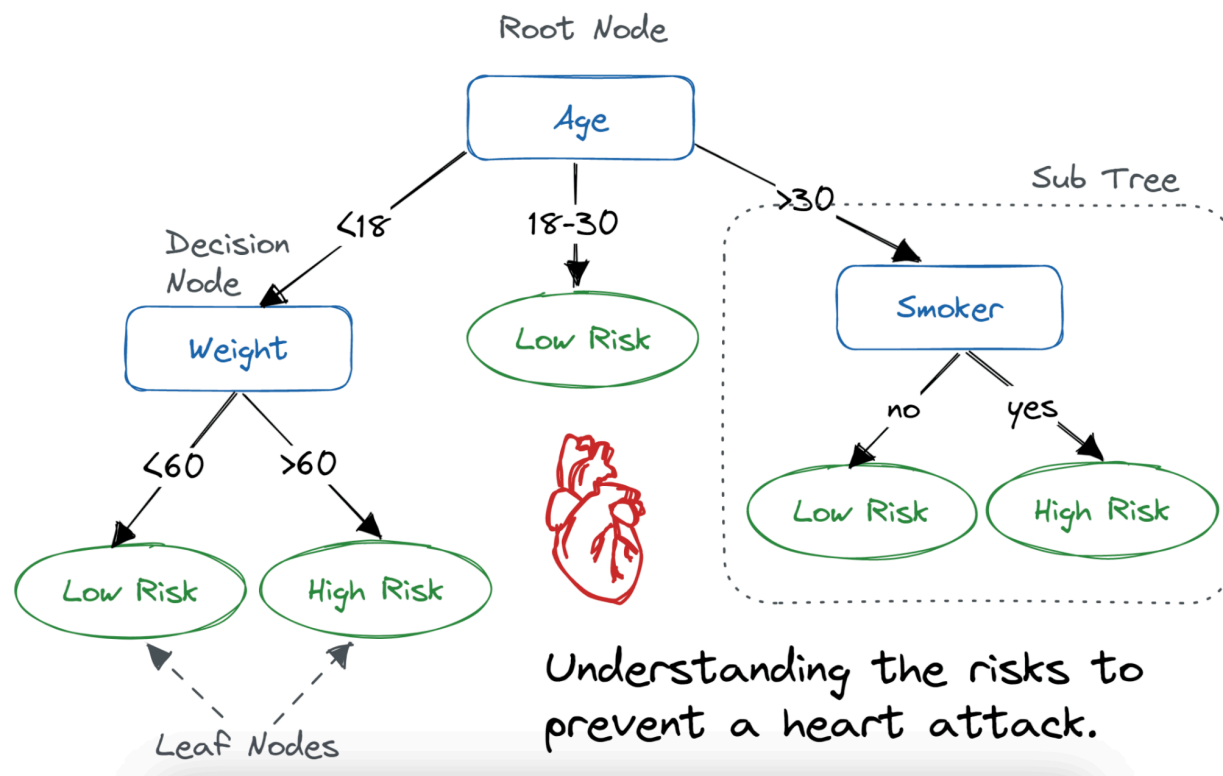 Root Node
Age
Sub Tree
>30
<18
18-30
Decision
Node
Smoker
Low Risk
Weight
no
yes
<60
>60
Low Risk
High Risk
Low Risk
High Risk
Understanding the risks to
prevent a heart attack.
Leaf Nodes